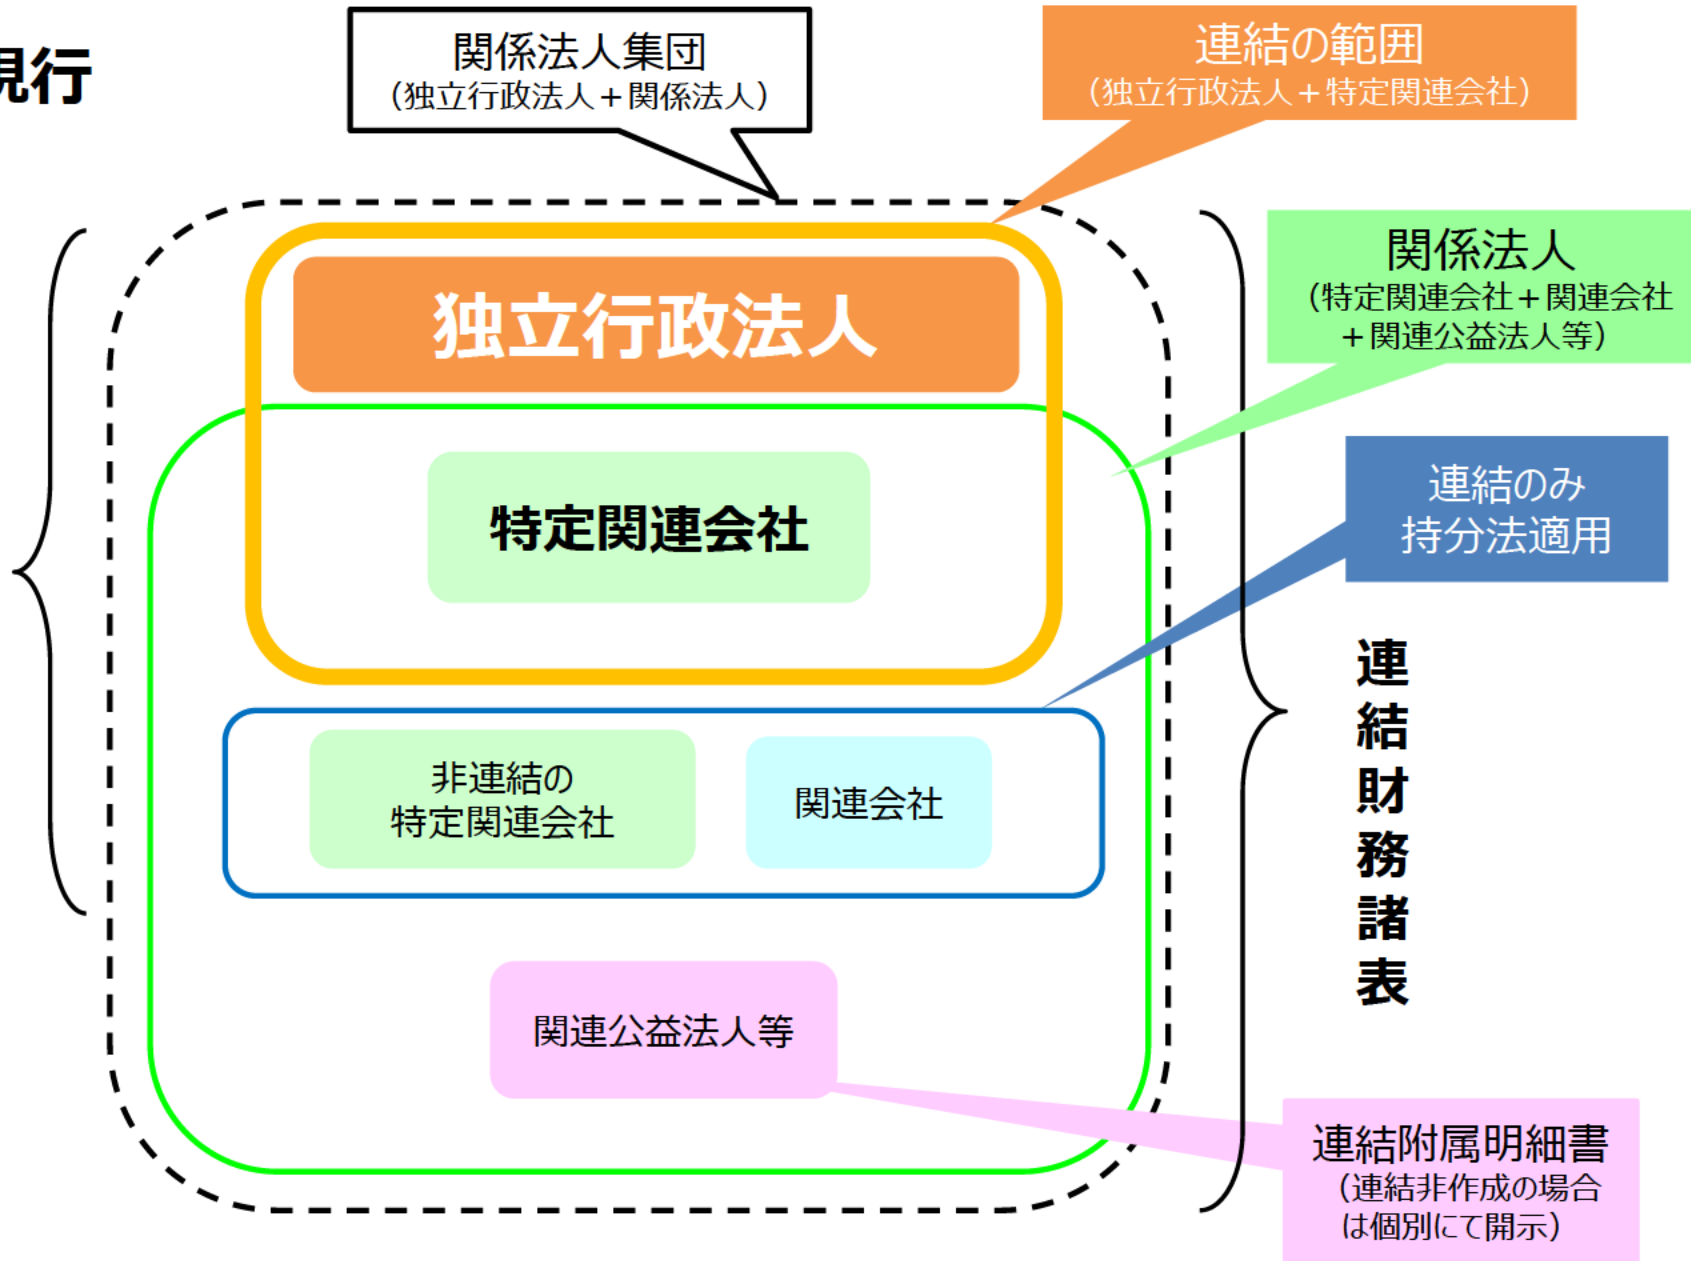 現行
関係法人集団
（独立行政法人＋関係法人）
連結の範囲
（独立行政法人＋特定関連会社）
関係法人
（特定関連会社＋関連会社
＋関連公益法人等）
独立行政法人
特定関連会社
連結のみ
持分法適用
非連結の
特定関連会社
関連会社
連結財務諸表
関連公益法人等
連結附属明細書
（連結非作成の場合
は個別にて開示）